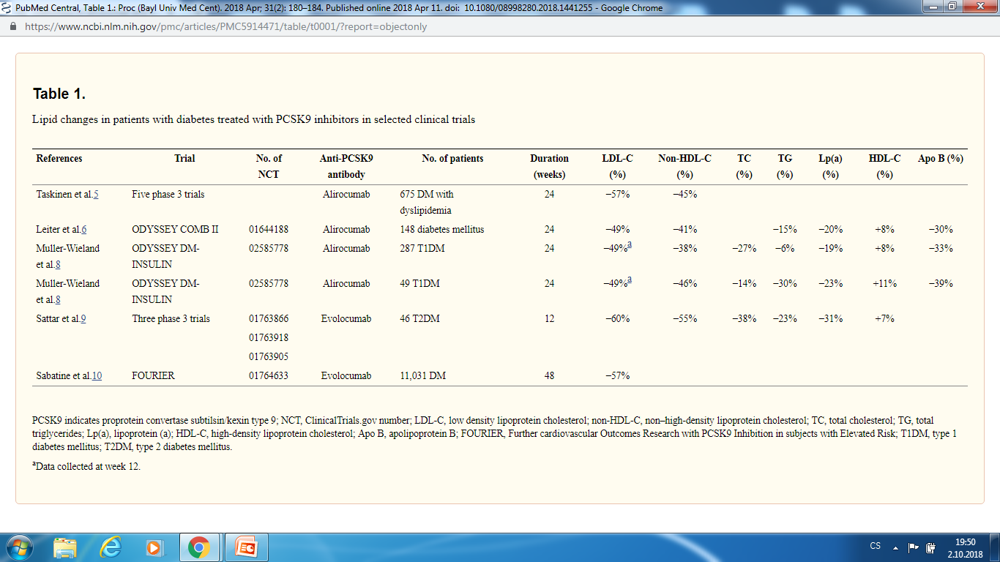 PubMed Central, Table 1.: Proc (Bayl Univ Med Cent). 2018 Apr; 31(2): 180–184. Published online 2018 Apr 11. doi: 10.1080/08998280.2018.1441255 - Google Chrome
https://www.ncbi.nlm.nih.gov/pmc/articles/PMC5914471/table/t0001/?report=objectonly
Table 1.
Lipid changes in patients with diabetes treated with PCSK9 inhibitors in selected clinical trials
References Trial No. of Anti-PCSK9 No. of patients Duration LDL-C Non-HDL-C TC TG Lp(a) HDL-C Apo B (%)
NCT antibody (weeks) (%) (%) (%) (%) (%) (%)
Taskinen et al.5 Five phase 3 trials Alirocumab 675 DM with 24 –57% –45%
dyslipidemia
Leiter et al.6 ODYSSEY COMB II 01644188 Alirocumab 148 diabetes mellitus 24 –49% –41% –15% –20% +8% –30%
Muller-Wieland ODYSSEY DM- 02585778 Alirocumab 287 T1DM 24 –49%a –38% –27% –6% –19% +8% –33%
et al.8 INSULIN
Muller-Wieland ODYSSEY DM- 02585778 Alirocumab 49 T1DM 24 –49%a –46% –14% –30% –23% +11% –39%
et al.8 INSULIN
Sattar et al.9 Three phase 3 trials 01763866 Evolocumab 46 T2DM 12 –60% –55% –38% –23% –31% +7%
01763918
01763905
Sabatine et al.10 FOURIER 01764633 Evolocumab 11,031 DM 48 –57%
PCSK9 indicates proprotein convertase subtilsin/kexin type 9; NCT, ClinicalTrials.gov number; LDL-C, low density lipoprotein cholesterol; non-HDL-C, non–high-density lipoprotein cholesterol; TC, total cholesterol; TG, total
triglycerides; Lp(a), lipoprotein (a); HDL-C, high-density lipoprotein cholesterol; Apo B, apolipoprotein B; FOURIER, Further cardiovascular Outcomes Research with PCSK9 Inhibition in subjects with Elevated Risk; T1DM, type 1
diabetes mellitus; T2DM, type 2 diabetes mellitus.
aData collected at week 12.
CS
19:50
2.10.2018